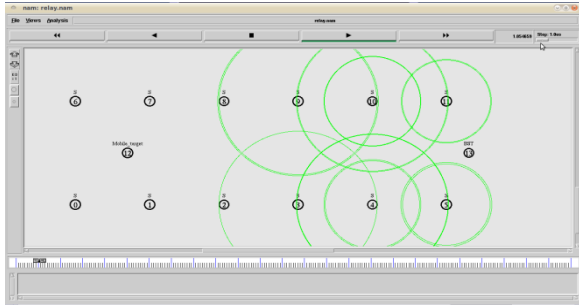 nam: relay.nam
File Views Analysis relay.nam
1.054650 Step: 1.0ms
S S S S S S
6 7 8 9 10 11
Mobile_target BST
12 13
S S S S S S
0 1 2 3 4 5